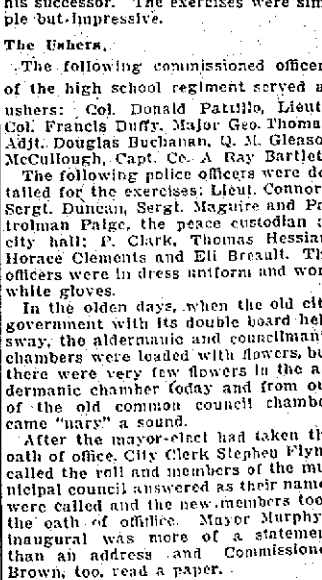 his successor. The exercises were sim
ple but impressive.
The Ushers.
The following commissioned officer
of the high school regiment served a
ushers: Col. Donald Pattillo, Lieut
Col. Francis Duffy, Major Geo. Thoma
Adjt. Douglas Buchanan, Q. M. Gleaso
McCullough, Capt. Co. A Ray Bartlet
The following police officers were de
tailed for the exercises: Lieut. Connor
Sergt. Duncan, Sergt. Maguire and Pa
trolman Paige, the peace custodian
city hall; P. Clark, Thomas Hessian
Horace Clements and Eli Breault. Th
officers were in dress uniform and wor
white gloves.
In the olden days, when the old cit
government with its double board hel
sway, the aldermanic and councilman
chambers were loaded with flowers, bu
there were very few flowers in the al
dermanic chamber today and from ou
of the old common council chambe
came "nary" a sound.
After the mayor-elect had taken th
oath of office, City Clerk Stephen Flyn
called the roll and members of the mu
nicipal council answered as their name
were called and the new members too
the oath of offiice. Mayor Murphy'
inaugural was more of a statemen
than an address and Commissione
Brown, too, read a paper.